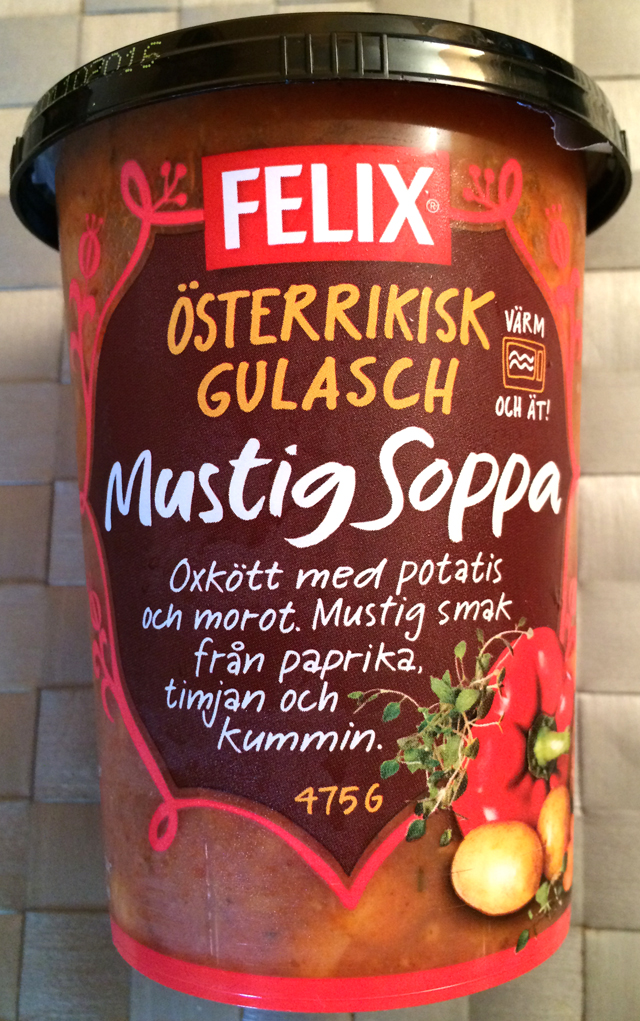 FELIX®
ÖSTERRIKISK
GULASCH
VÄRM
OCH ÄT!
Mustig Soppa
Oxkött med potatis
och morot. Mustig smak
från paprika,
timjan och
kummin.
475G